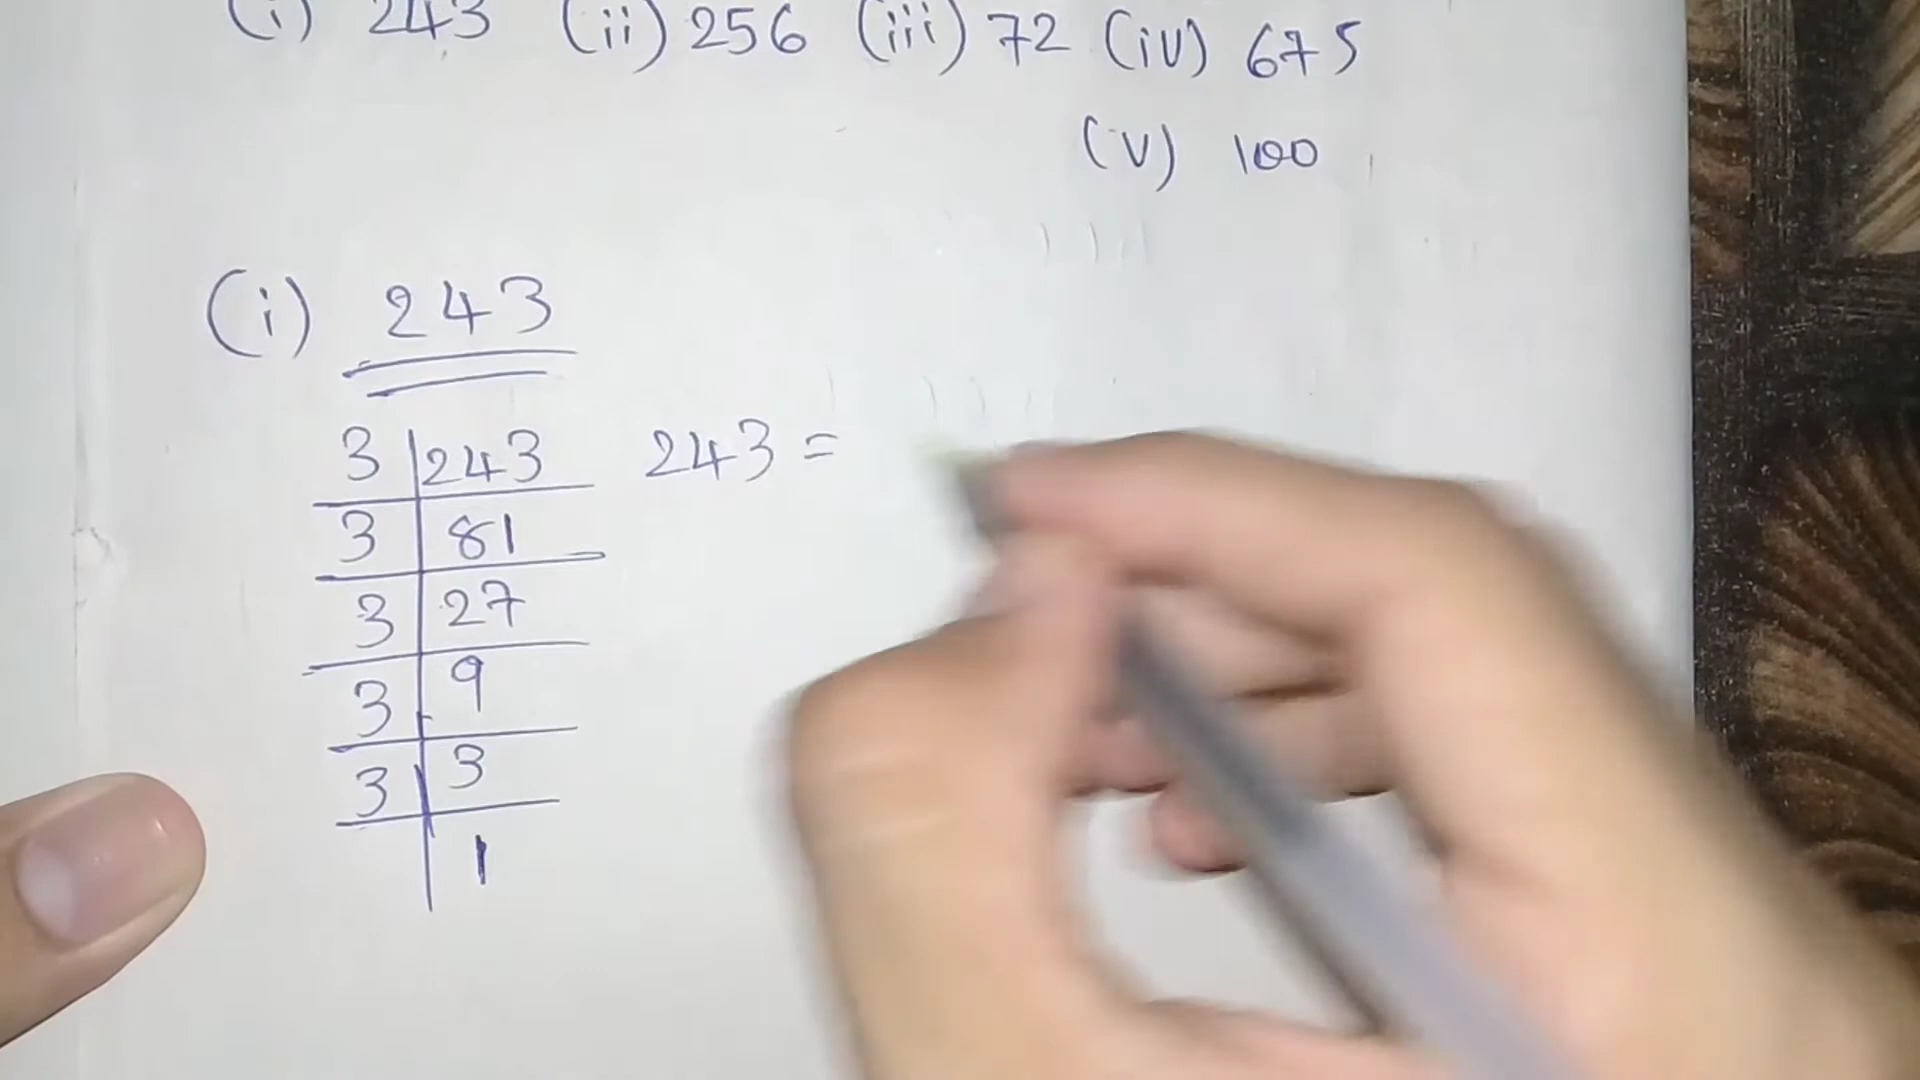 (i) 243 (ii) 256 (iii) 72 (iv) 675
(v) 100
(i) 243
3 | 243 243 =
3 | 81
3 | 27
3 | 9
3 | 3
| 1